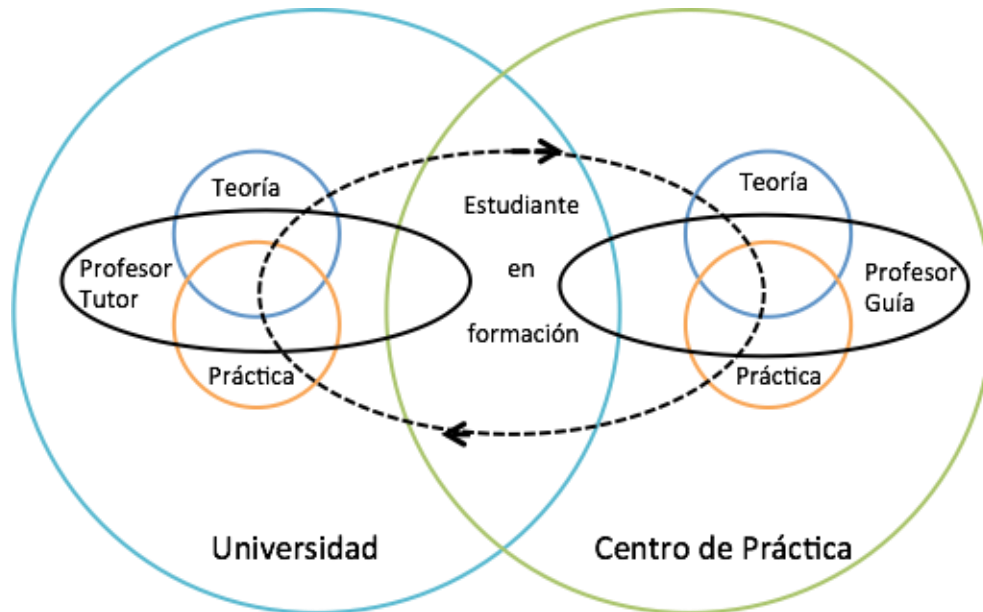 Teoría
Profesor
Tutor
Práctica
Estudiante
en
formación
Teoría
Profesor
Guía
Práctica
Universidad
Centro de Práctica